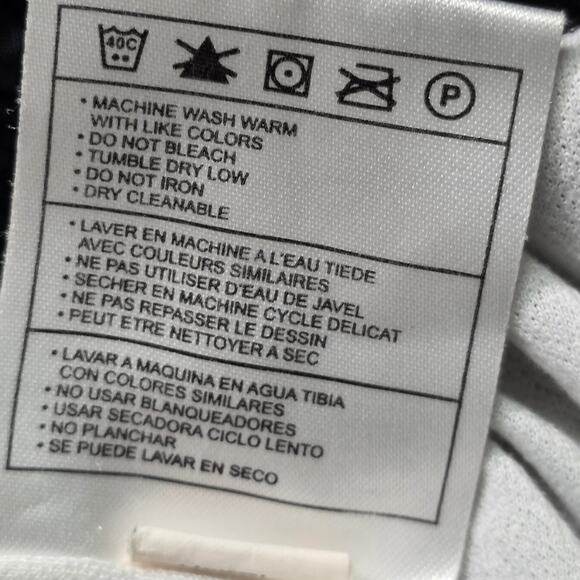 40C P
• MACHINE WASH WARM
WITH LIKE COLORS
• DO NOT BLEACH
• TUMBLE DRY LOW
• DO NOT IRON
• DRY CLEANABLE
• LAVER EN MACHINE A L'EAU TIEDE
AVEC COULEURS SIMILAIRES
• NE PAS UTILISER D'EAU DE JAVEL
• SECHER EN MACHINE CYCLE DELICAT
• NE PAS REPASSER LE DESSIN
• PEUT ETRE NETTOYER A SEC
• LAVAR A MAQUINA EN AGUA TIBIA
CON COLORES SIMILARES
• NO USAR BLANQUEADORES
• USAR SECADORA CICLO LENTO
• NO PLANCHAR
• SE PUEDE LAVAR EN SECO